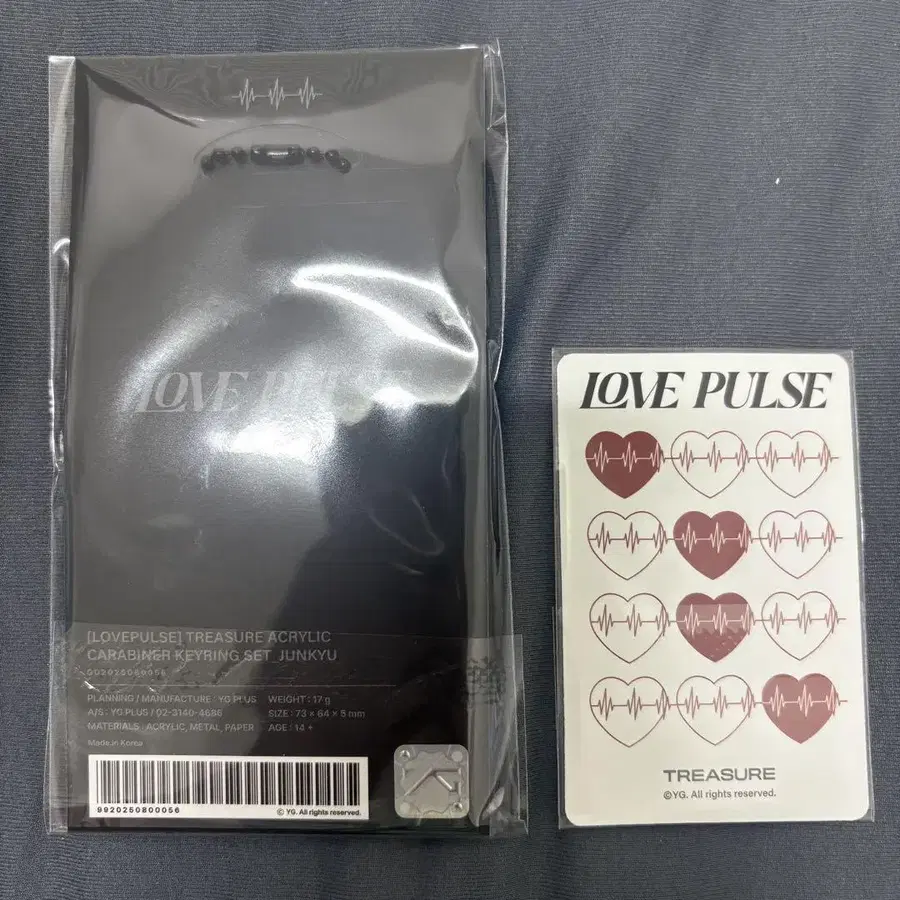 LOVE PULSE
[LOVEPULSE] TREASURE ACRYLIC
CARABINER KEYRING SET_JUNKYU
9920250800056
PLANNING / MANUFACTURE : YG PLUS WEIGHT : 17 g
A/S : YG PLUS / 02-3140-4686 SIZE : 73 × 64 × 5 mm
MATERIALS : ACRYLIC, METAL, PAPER AGE : 14 +
Made in Korea
9920250800056
©YG. All rights reserved.
LOVE PULSE
TREASURE
©YG. All rights reserved.